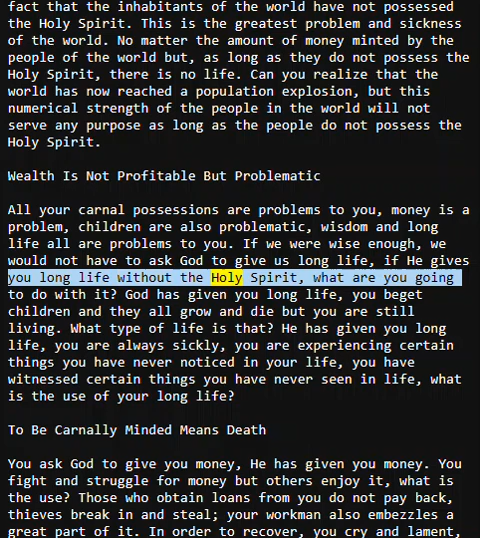 fact that the inhabitants of the world have not possessed
the Holy Spirit. This is the greatest problem and sickness
of the world. No matter the amount of money minted by the
people of the world but, as long as they do not possess the
Holy Spirit, there is no life. Can you realize that the
world has now reached a population explosion, but this
numerical strength of the people in the world will not
serve any purpose as long as the people do not possess the
Holy Spirit.
Wealth Is Not Profitable But Problematic
All your carnal possessions are problems to you, money is a
problem, children are also problematic, wisdom and long
life all are problems to you. If we were wise enough, we
would not have to ask God to give us long life, if He gives
you long life without the Holy Spirit, what are you going
to do with it? God has given you long life, you beget
children and they all grow and die but you are still
living. What type of life is that? He has given you long
life, you are always sickly, you are experiencing certain
things you have never noticed in your life, you have
witnessed certain things you have never seen in life, what
is the use of your long life?
To Be Carnally Minded Means Death
You ask God to give you money, He has given you money. You
fight and struggle for money but others enjoy it, what is
the use? Those who obtain loans from you do not pay back,
thieves break in and steal; your workman also embezzles a
great part of it. In order to recover, you cry and lament,